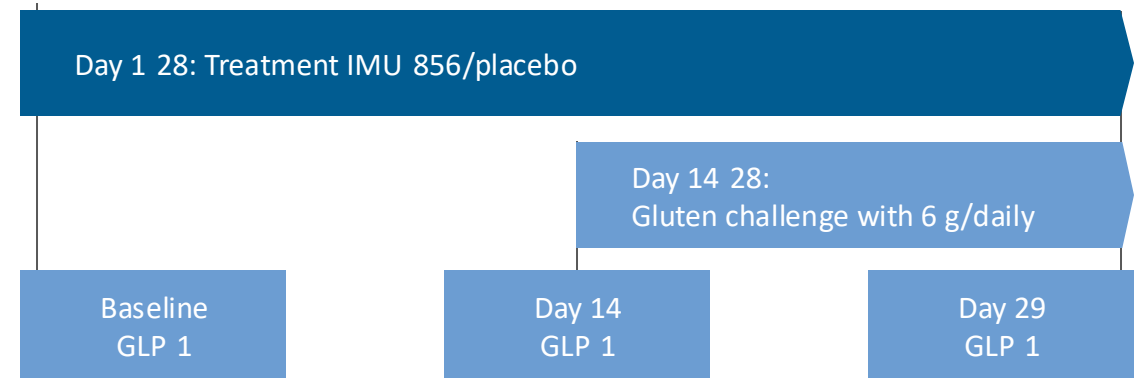 Day 1 28: Treatment IMU 856/placebo
Day 14 28:
Gluten challenge with 6 g/daily
Baseline
GLP 1
Day 14
GLP 1
Day 29
GLP 1